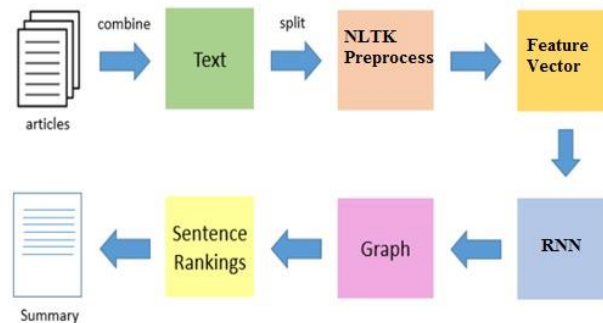 combine
split
Text
NLTK
Preprocess
Feature
Vector
articles
Sentence
Rankings
Graph
RNN
Summary